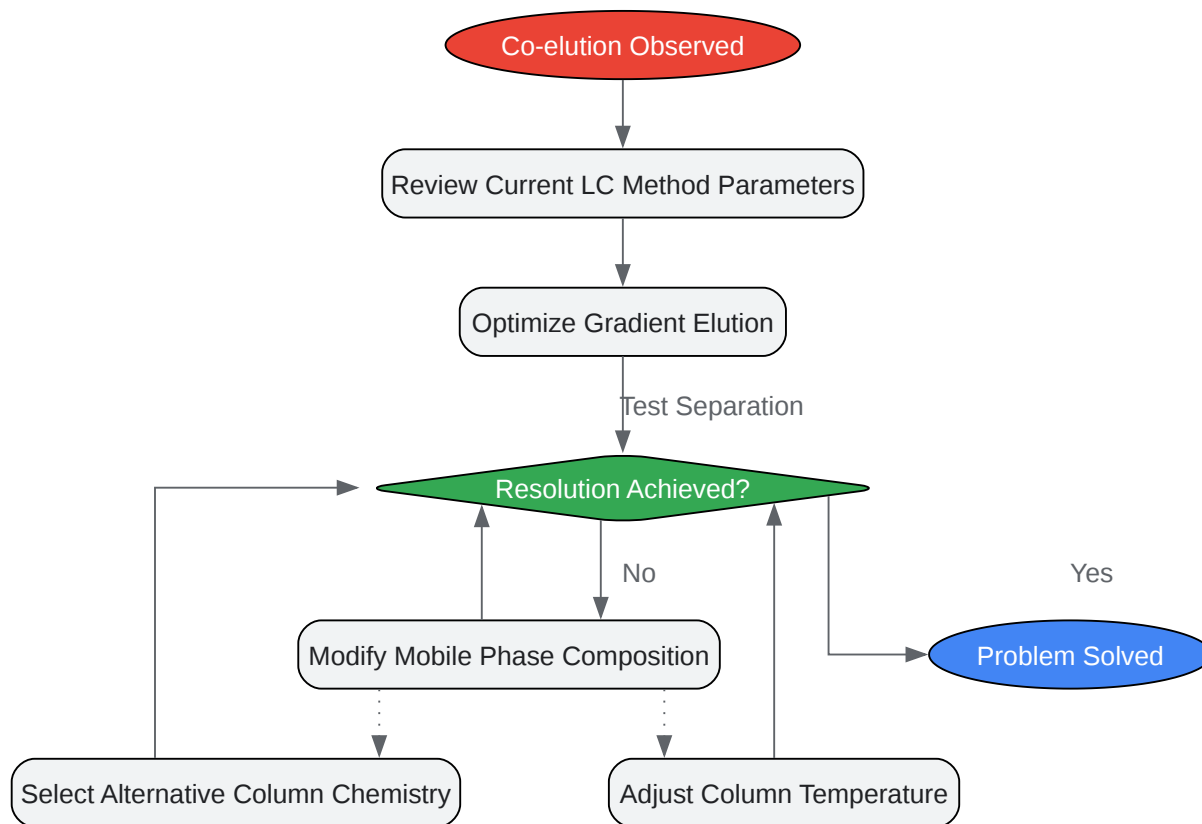 Co-elution Observed
Review Current LC Method Parameters
Optimize Gradient Elution
Test Separation
Resolution Achieved?
No
Yes
Modify Mobile Phase Composition
Problem Solved
Select Alternative Column Chemistry
Adjust Column Temperature